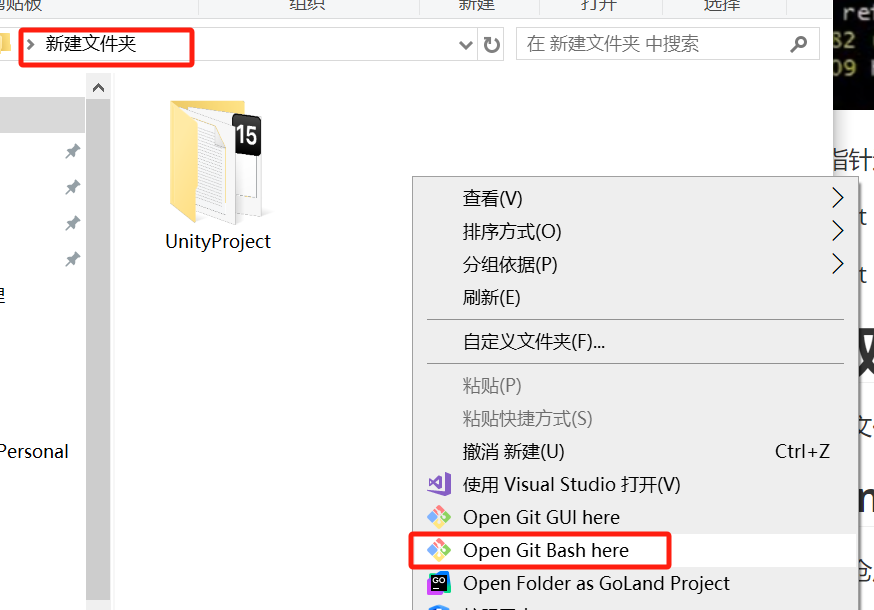 剪贴板 组织 新建 打开 选择
新建文件夹
在 新建文件夹 中搜索
15
UnityProject
Personal
查看(V)
排序方式(O)
分组依据(P)
刷新(E)
自定义文件夹(F)...
粘贴(P)
粘贴快捷方式(S)
撤消 新建(U) Ctrl+Z
使用 Visual Studio 打开(V)
Open Git GUI here
Open Git Bash here
GO
Open Folder as GoLand Project
ret
32
09
指针
t
t